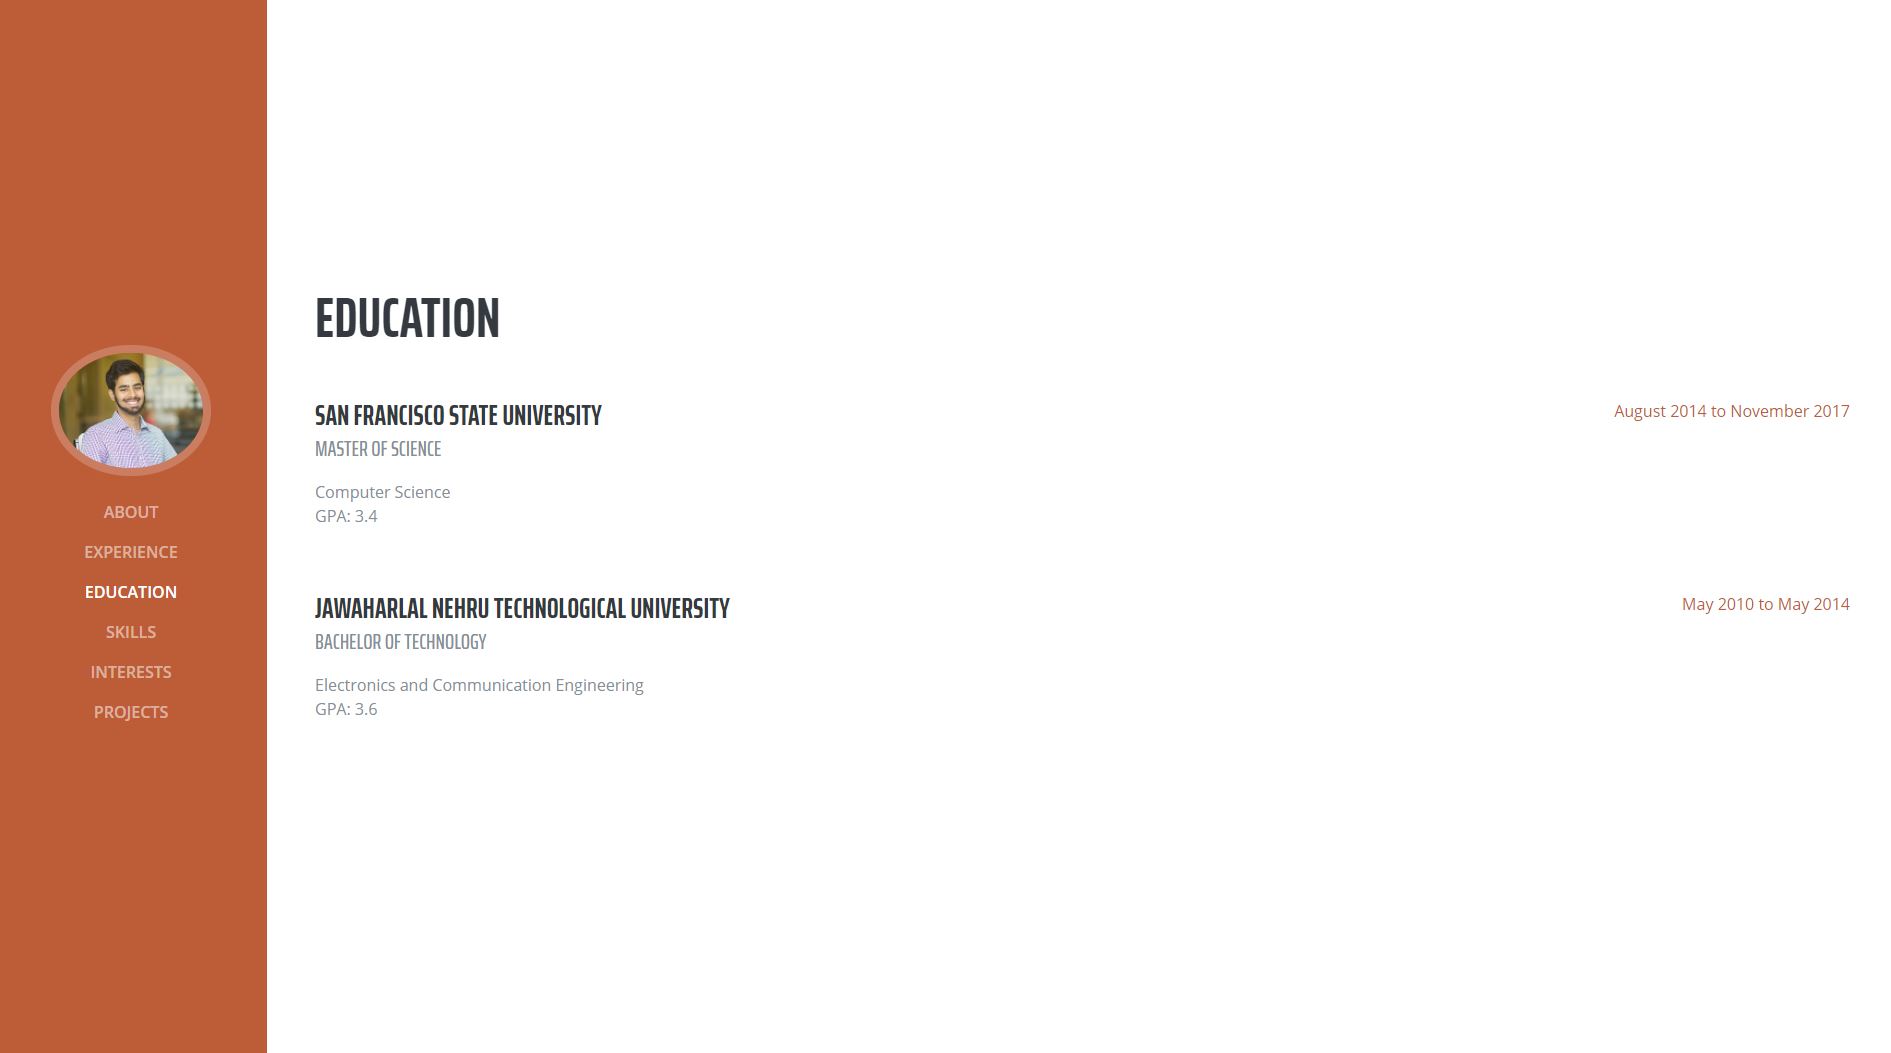 ABOUT
EXPERIENCE
EDUCATION
SKILLS
INTERESTS
PROJECTS
EDUCATION
SAN FRANCISCO STATE UNIVERSITY
August 2014 to November 2017
MASTER OF SCIENCE
Computer Science
GPA: 3.4
JAWAHARLAL NEHRU TECHNOLOGICAL UNIVERSITY
May 2010 to May 2014
BACHELOR OF TECHNOLOGY
Electronics and Communication Engineering
GPA: 3.6